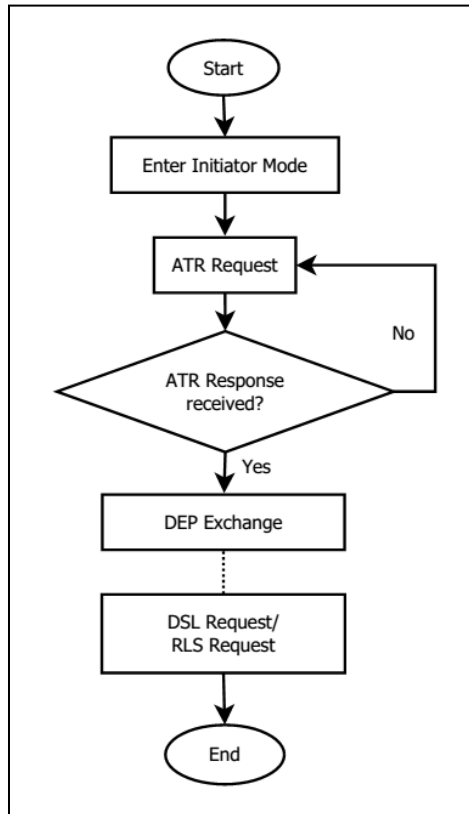 Start
Enter Initiator Mode
ATR Request
No
ATR Response
received?
Yes
DEP Exchange
DSL Request/
RLS Request
End